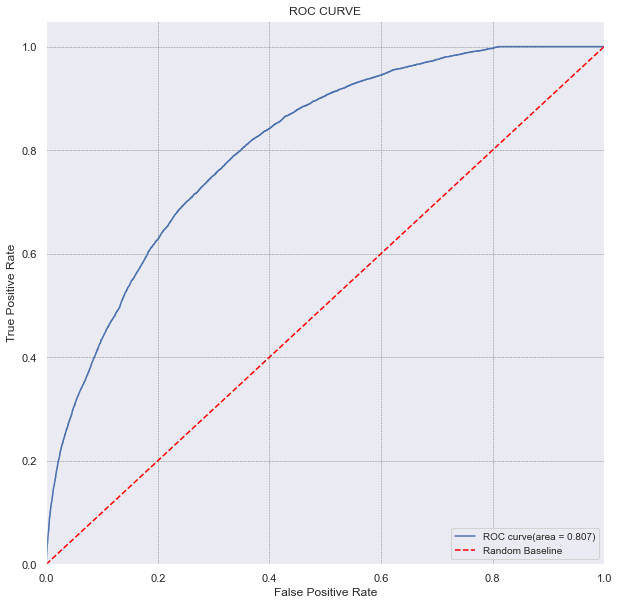 ROC CURVE
1.0
0.8
0.6
0.4
0.2
0.0
True Positive Rate
0.0 0.2 0.4 0.6 0.8 1.0
False Positive Rate
ROC curve(area = 0.807)
Random Baseline